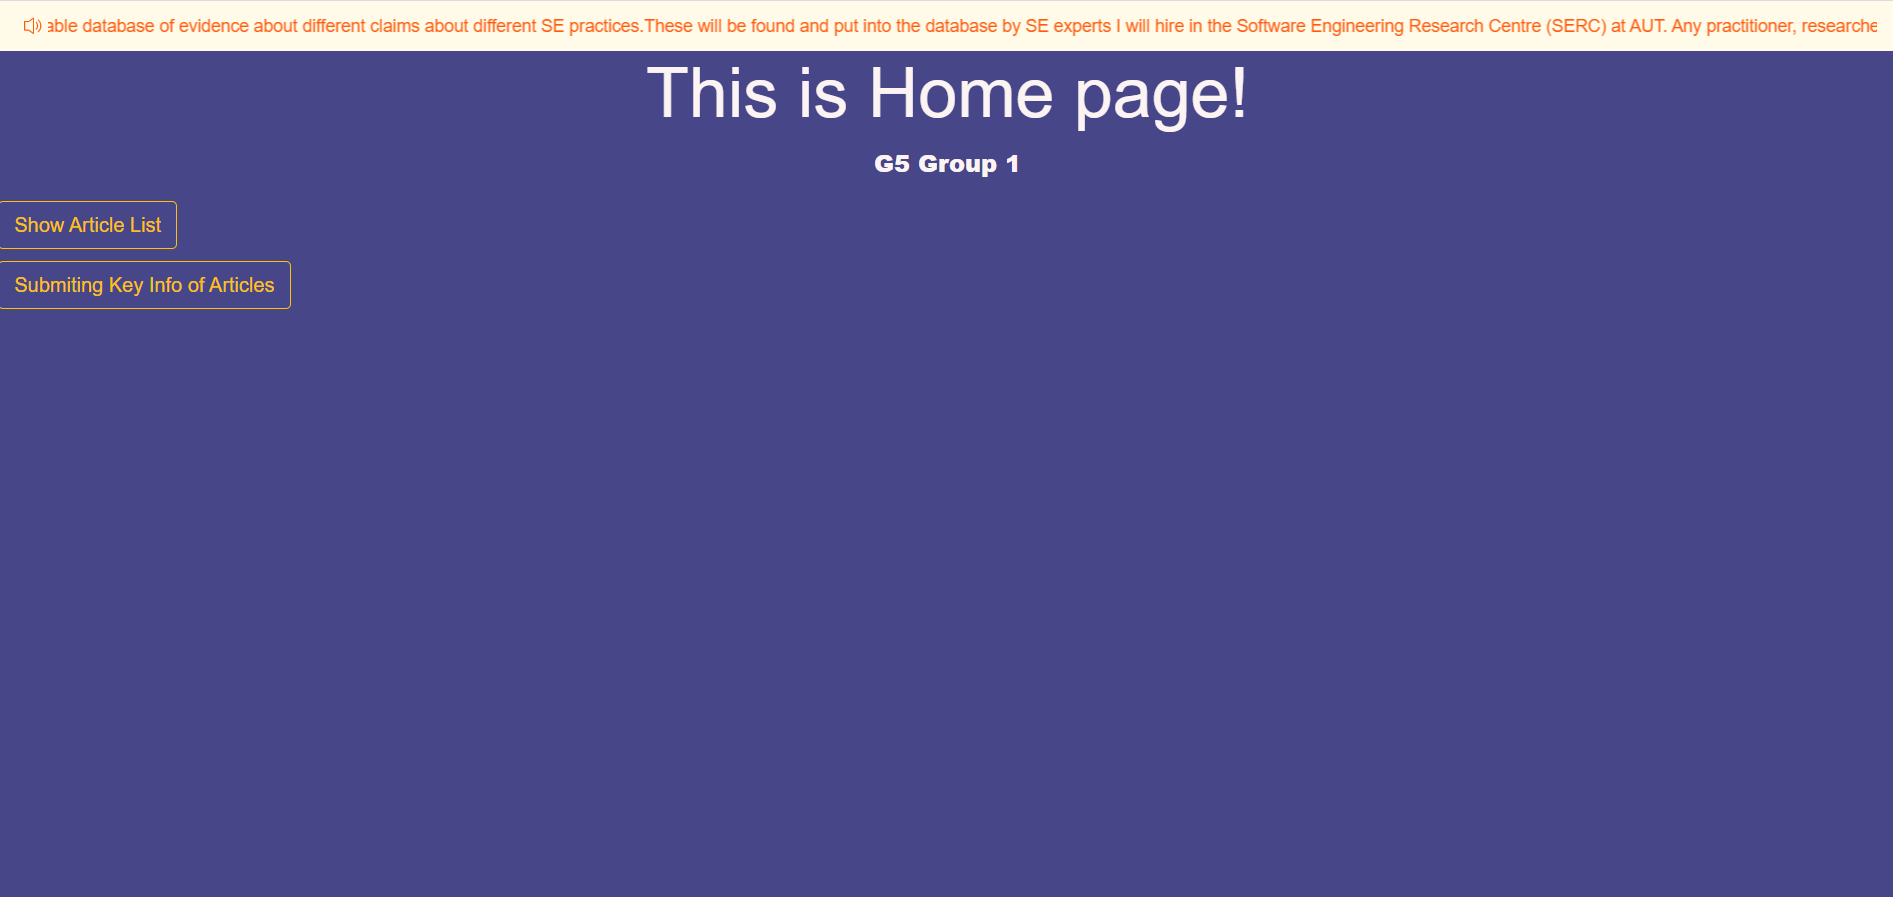 able database of evidence about different claims about different SE practices.These will be found and put into the database by SE experts I will hire in the Software Engineering Research Centre (SERC) at AUT. Any practitioner, researche
This is Home page!
G5 Group 1
Show Article List
Submiting Key Info of Articles